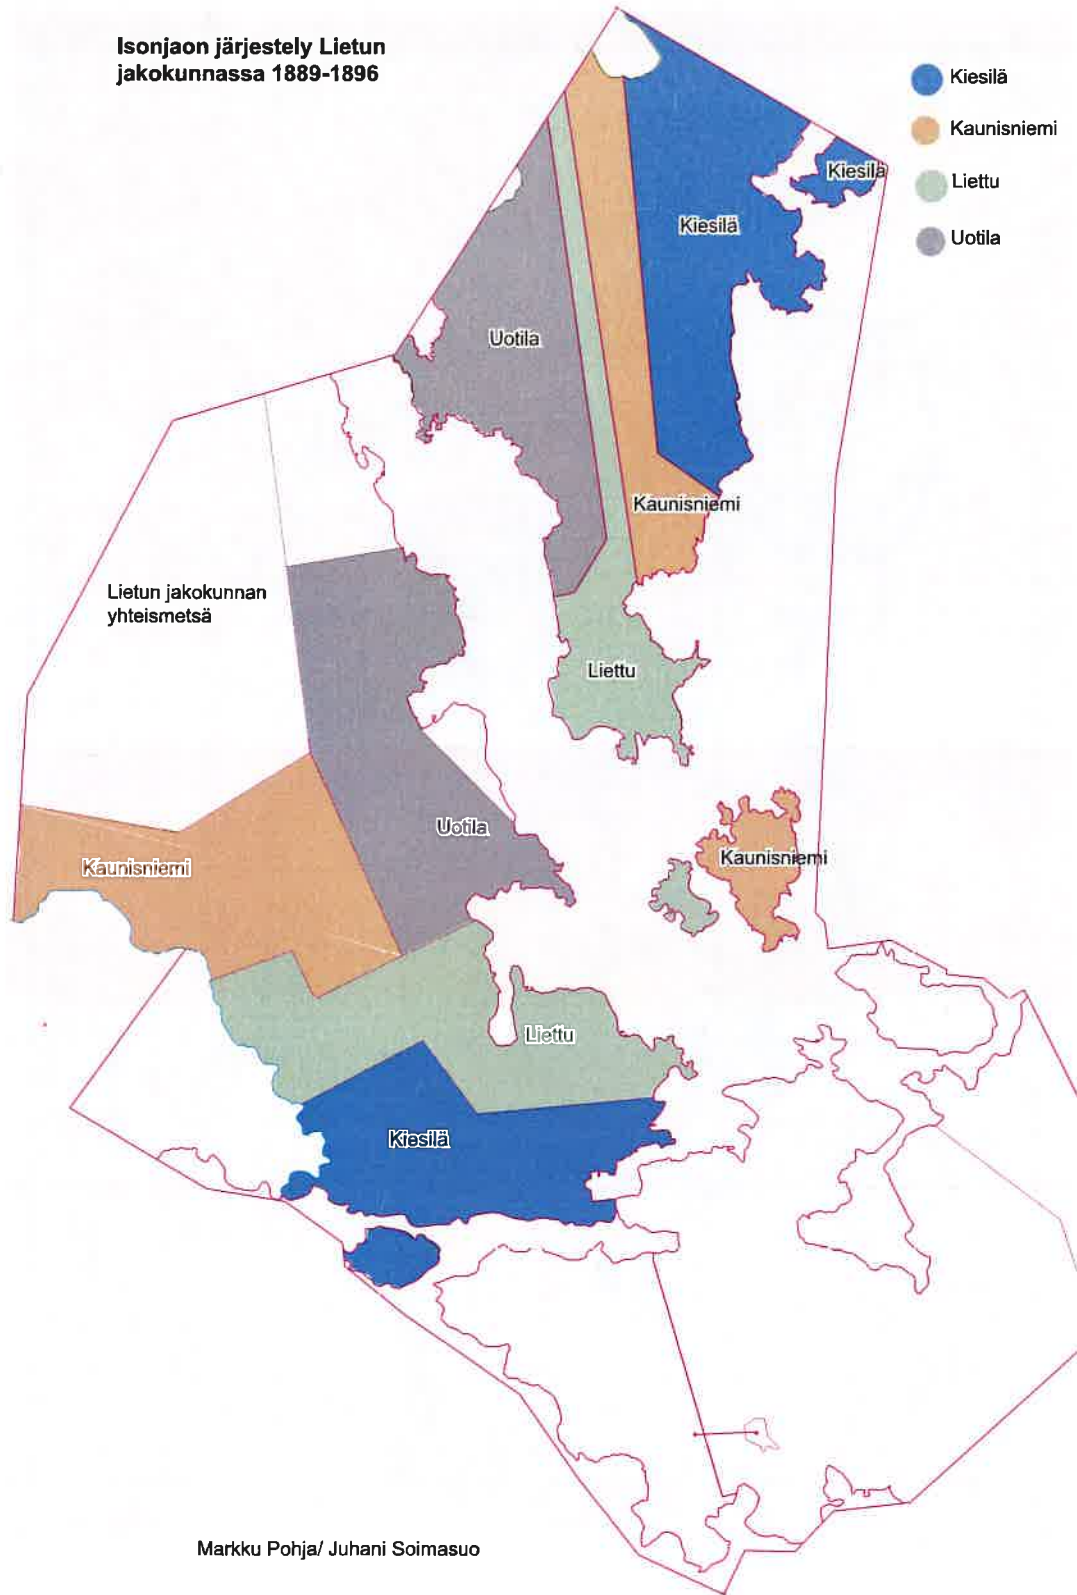 Isonjaon järjestely Lietun
jakokunnassa 1889-1896
Kiesilä
Kaunisniemi
Liettu
Uotila
Kiesilä
Kiesilä
Uotila
Kaunisniemi
Lietun jakokunnan
yhteismetsä
Liettu
Uotila
Kaunisniemi
Kaunisniemi
Liettu
Kiesilä
Markku Pohja/ Juhani Soimasuo